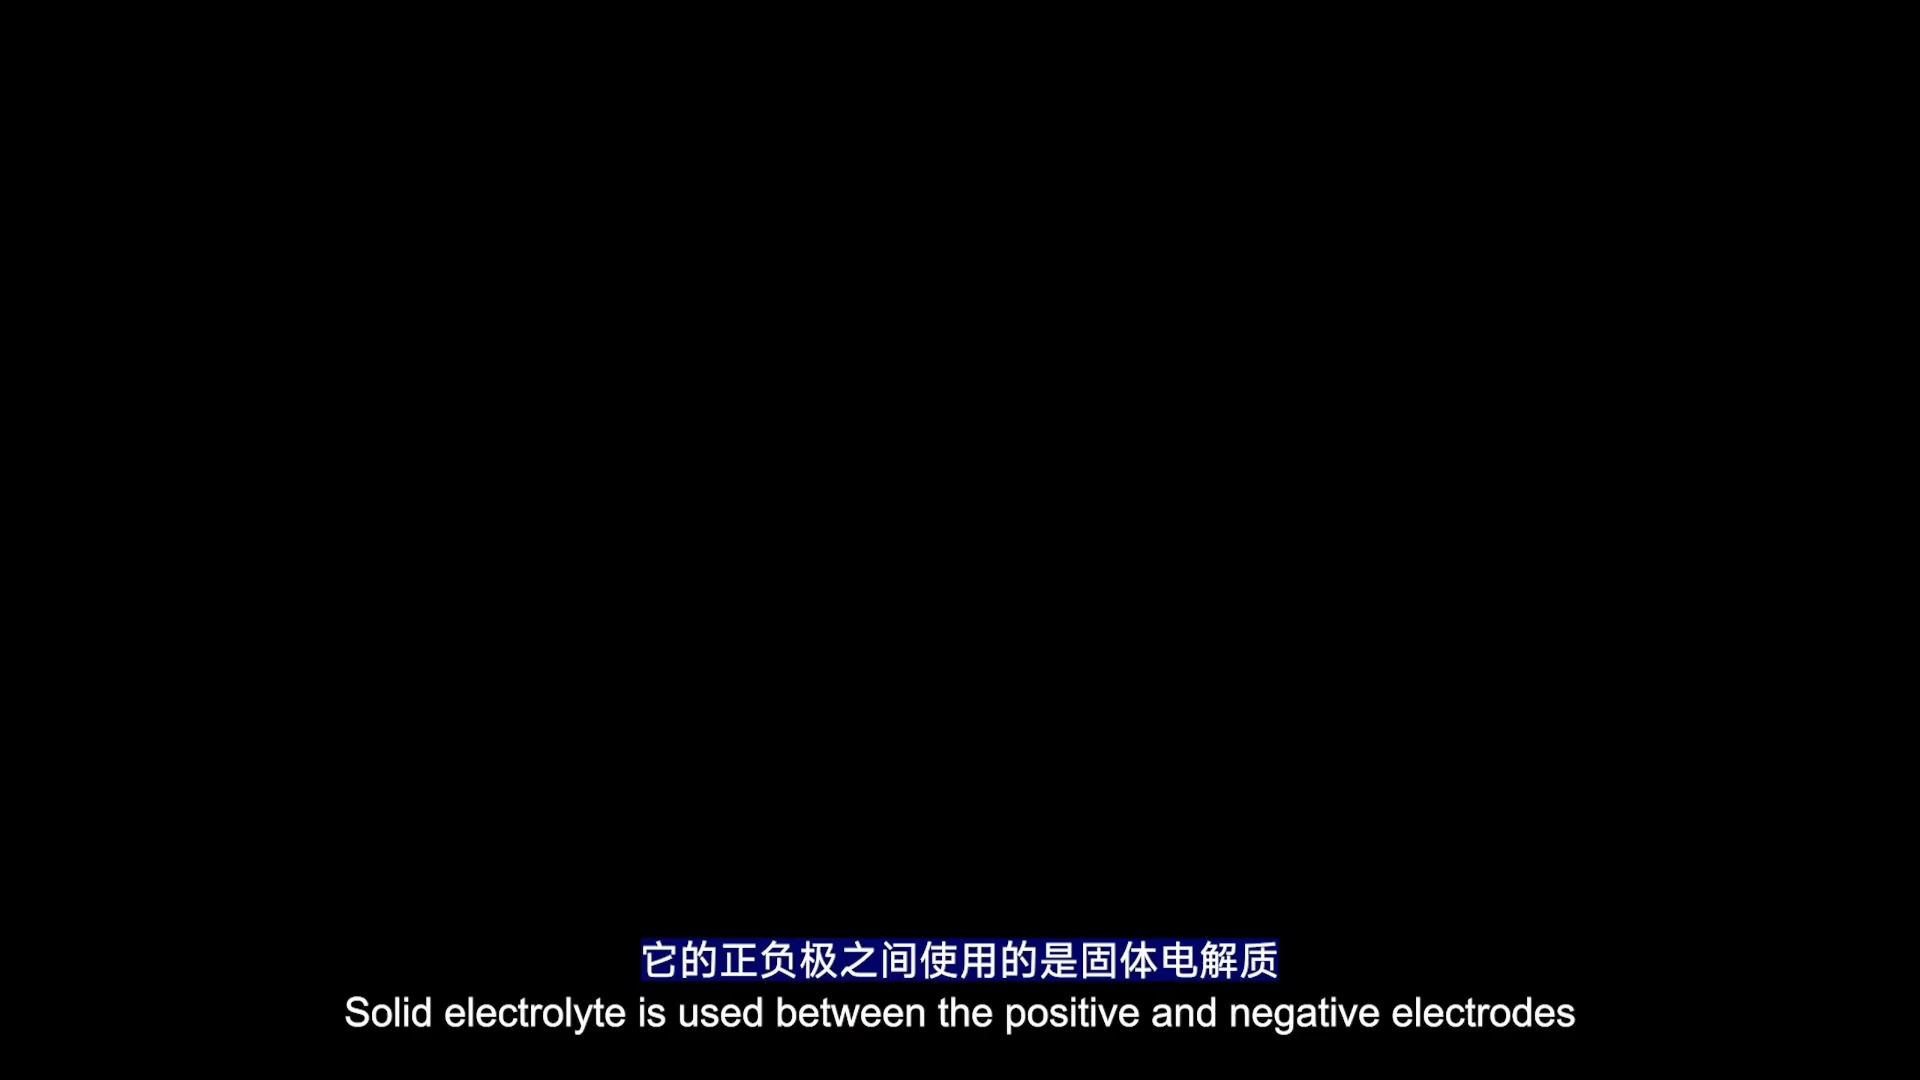 它的正负极之间使用的是固体电解质
Solid electrolyte is used between the positive and negative electrodes